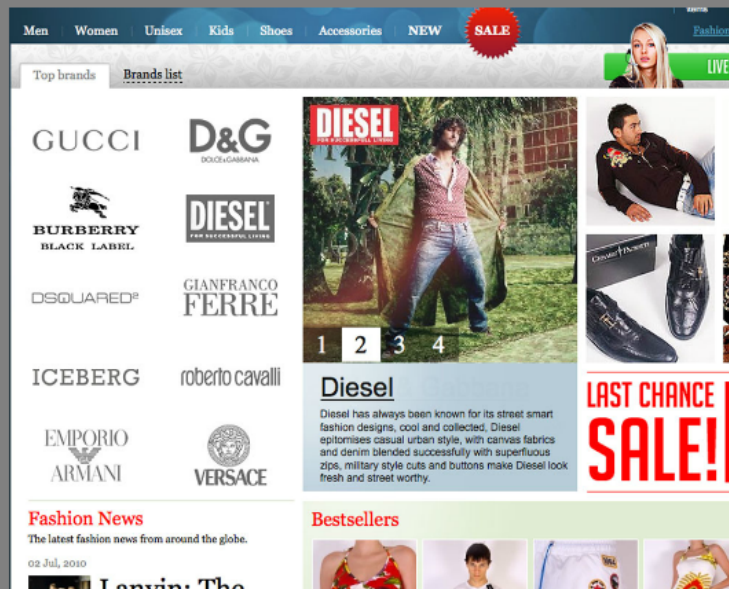 Men Women Unisex Kids Shoes Accessories NEW SALE
Fashion
LIVE
Top brands Brands list
GUCCI
D&G
DOLCE&GABBANA
BURBERRY
BLACK LABEL
DIESEL
FOR SUCCESSFUL LIVING
DSQUARED²
GIANFRANCO
FERRE
ICEBERG
roberto cavalli
EMPORIO
ARMANI
VERSACE
DIESEL
FOR SUCCESSFUL LIVING
1 2 3 4
Diesel
Diesel has always been known for its street smart
fashion designs, cool and collected, Diesel
epitomises casual urban style, with canvas fabrics
and denim blended successfully with superfluous
zips, military style cuts and buttons make Diesel look
fresh and street worthy.
LAST CHANCE
SALE!
Fashion News
The latest fashion news from around the globe.
02 Jul, 2010
Lanvin: The
Bestsellers